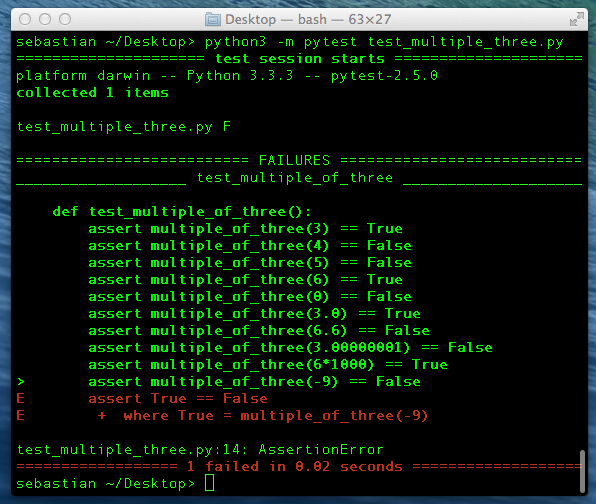 Desktop — bash — 63×27
sebastian ~/Desktop> python3 -m pytest test_multiple_three.py
===================== test session starts =====================
platform darwin -- Python 3.3.3 -- pytest-2.5.0
collected 1 items
test_multiple_three.py F
========================== FAILURES ===========================
___________________ test_multiple_of_three ____________________
def test_multiple_of_three():
assert multiple_of_three(3) == True
assert multiple_of_three(4) == False
assert multiple_of_three(5) == False
assert multiple_of_three(6) == True
assert multiple_of_three(0) == False
assert multiple_of_three(3.0) == True
assert multiple_of_three(6.6) == False
assert multiple_of_three(3.00000001) == False
assert multiple_of_three(6*1000) == True
> assert multiple_of_three(-9) == False
E assert True == False
E + where True = multiple_of_three(-9)
test_multiple_three.py:14: AssertionError
================== 1 failed in 0.02 seconds ===================
sebastian ~/Desktop>